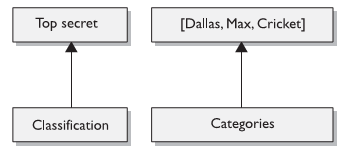 Top secret
[Dallas, Max, Cricket]
Classification
Categories